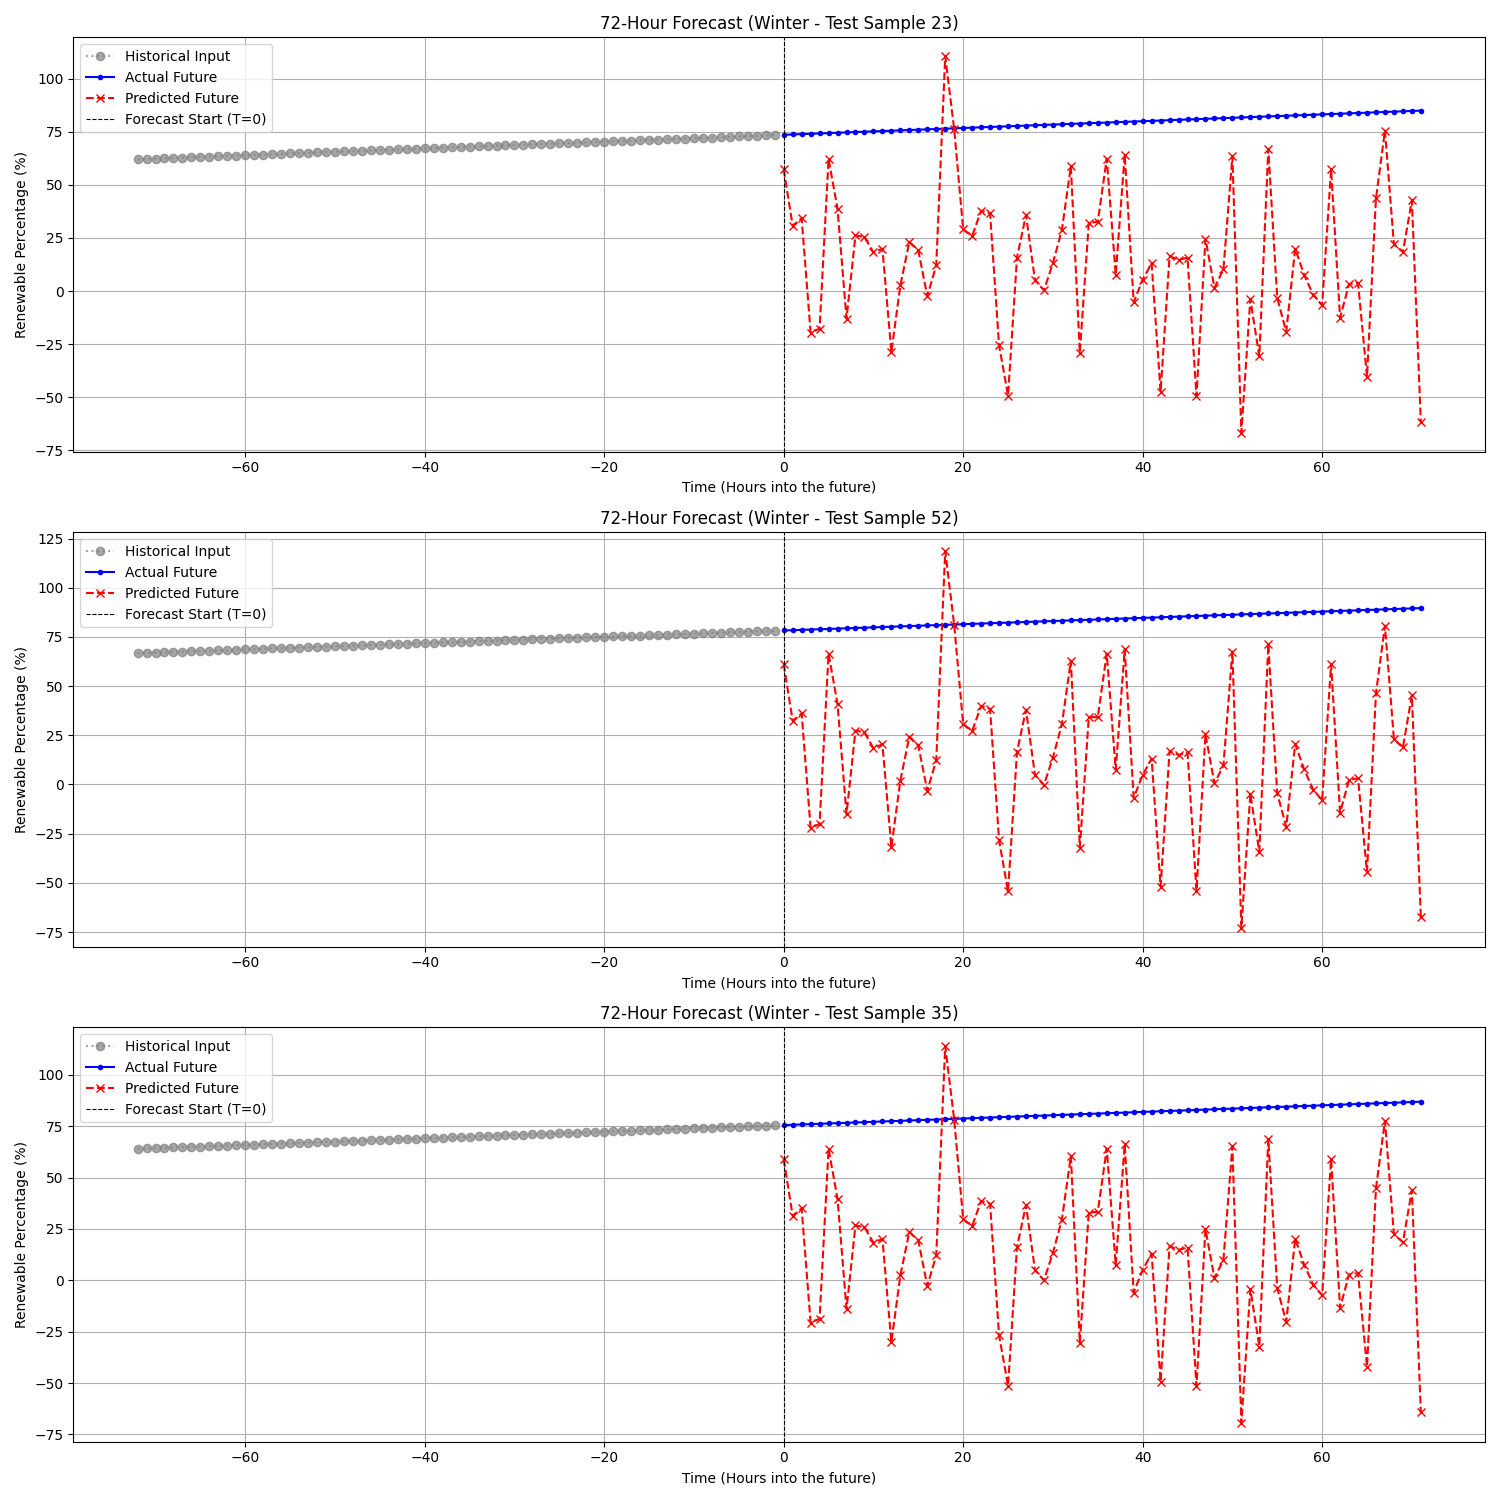 72-Hour Forecast (Winter - Test Sample 23)
Historical Input
Actual Future
Predicted Future
Forecast Start (T=0)
Renewable Percentage (%)
100
75
50
25
0
−25
−50
−75
−60
−40
−20
0
20
40
60
Time (Hours into the future)
72-Hour Forecast (Winter - Test Sample 52)
Historical Input
Actual Future
Predicted Future
Forecast Start (T=0)
Renewable Percentage (%)
125
100
75
50
25
0
−25
−50
−75
−60
−40
−20
0
20
40
60
Time (Hours into the future)
72-Hour Forecast (Winter - Test Sample 35)
Historical Input
Actual Future
Predicted Future
Forecast Start (T=0)
Renewable Percentage (%)
100
75
50
25
0
−25
−50
−75
−60
−40
−20
0
20
40
60
Time (Hours into the future)